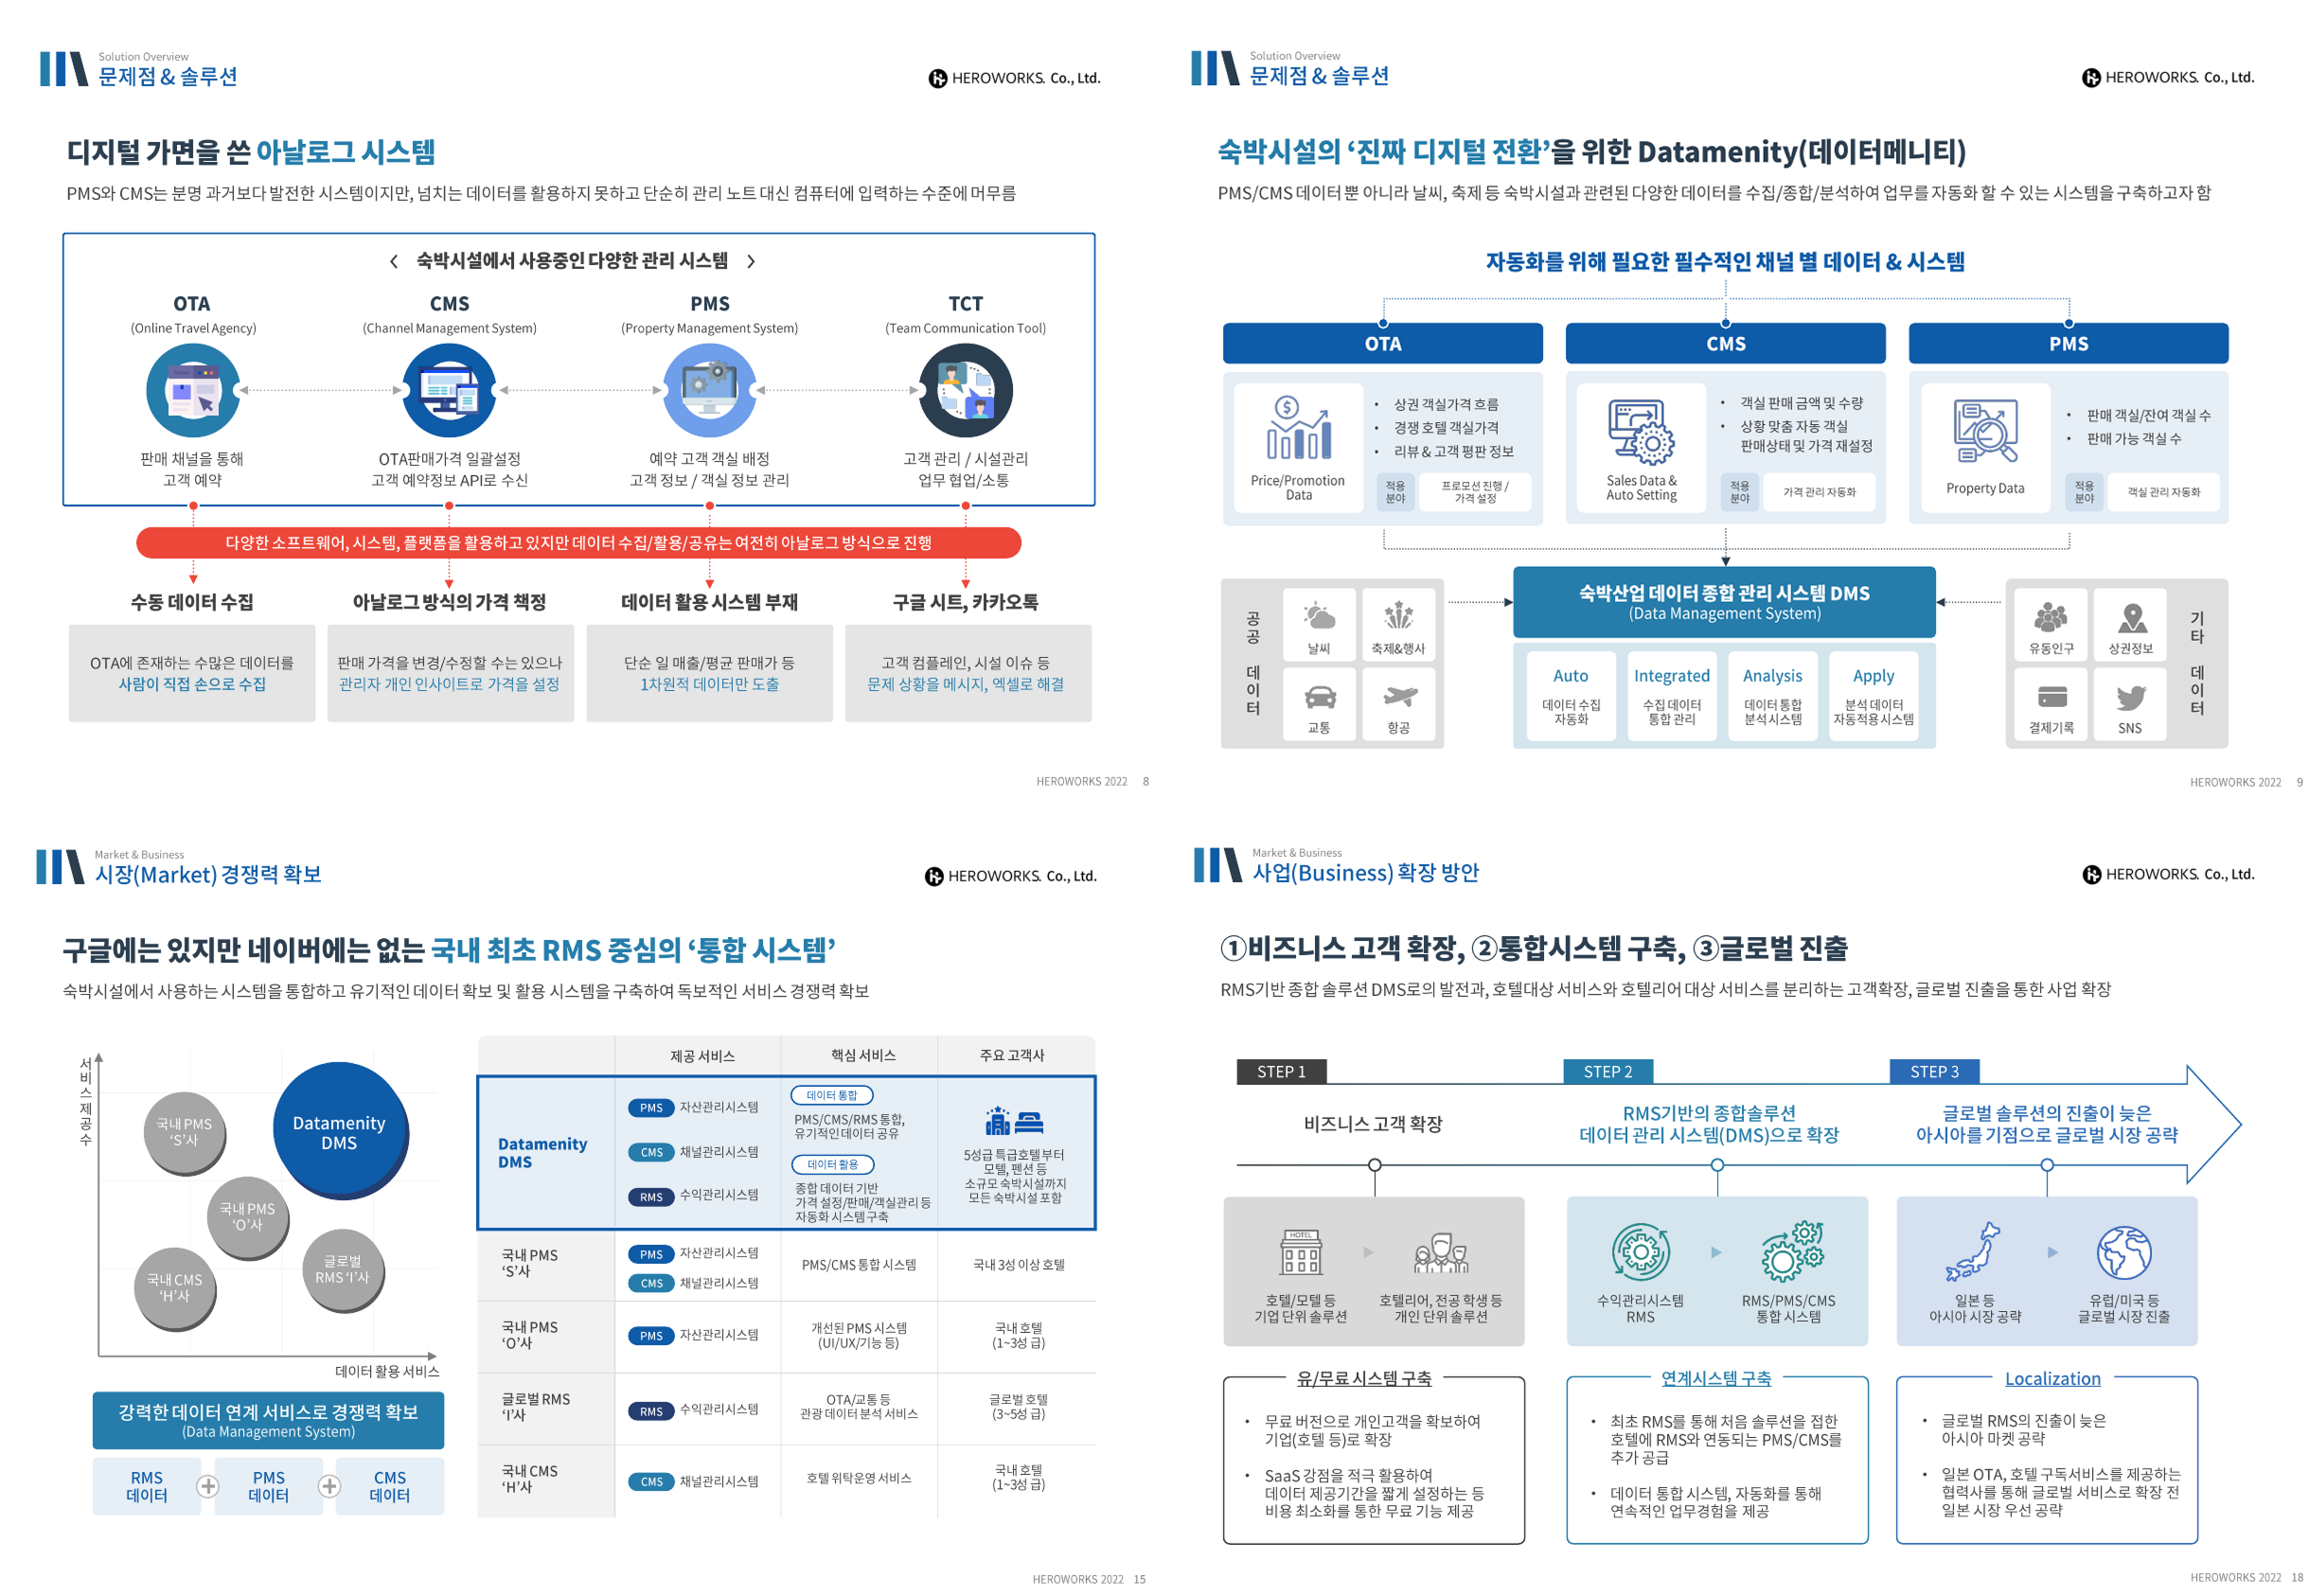 Solution Overview
문제점 & 솔루션
HEROWORKS. Co., Ltd.
디지털 가면을 쓴 아날로그 시스템
PMS와 CMS는 분명 과거보다 발전한 시스템이지만, 넘치는 데이터를 활용하지 못하고 단순히 관리 노트 대신 컴퓨터에 입력하는 수준에 머무름
숙박시설에서 사용중인 다양한 관리 시스템
OTA
(Online Travel Agency)
판매 채널을 통해
고객 예약
CMS
(Channel Management System)
OTA판매가격 일괄설정
고객 예약정보 API로 수신
PMS
(Property Management System)
예약 고객 객실 배정
고객 정보 / 객실 정보 관리
TCT
(Team Communication Tool)
고객 관리 / 시설관리
업무 협업/소통
다양한 소프트웨어, 시스템, 플랫폼을 활용하고 있지만 데이터 수집/활용/공유는 여전히 아날로그 방식으로 진행
수동 데이터 수집
OTA에 존재하는 수많은 데이터를
사람이 직접 손으로 수집
아날로그 방식의 가격 책정
판매 가격을 변경/수정할 수는 있으나
관리자 개인 인사이트로 가격을 설정
데이터 활용 시스템 부재
단순 일 매출/평균 판매가 등
1차원적 데이터만 도출
구글 시트, 카카오톡
고객 컴플레인, 시설 이슈 등
문제 상황을 메시지, 엑셀로 해결
HEROWORKS 2022 8
Solution Overview
문제점 & 솔루션
HEROWORKS. Co., Ltd.
숙박시설의 ‘진짜 디지털 전환’을 위한 Datamenity(데이터메니티)
PMS/CMS 데이터 뿐 아니라 날씨, 축제 등 숙박시설과 관련된 다양한 데이터를 수집/종합/분석하여 업무를 자동화 할 수 있는 시스템을 구축하고자 함
자동화를 위해 필요한 필수적인 채널 별 데이터 & 시스템
OTA
Price/Promotion
Data
• 상권 객실가격 흐름
• 경쟁 호텔 객실가격
• 리뷰 & 고객 평판 정보
적용
분야
프로모션 진행 /
가격 설정
CMS
Sales Data &
Auto Setting
• 객실 판매 금액 및 수량
• 상황 맞춤 자동 객실
판매상태 및 가격 재설정
적용
분야
가격 관리 자동화
PMS
Property Data
• 판매 객실/잔여 객실 수
• 판매 가능 객실 수
적용
분야
객실 관리 자동화
공공 데이터
날씨
축제&행사
교통
항공
숙박산업 데이터 종합 관리 시스템 DMS
(Data Management System)
Auto
데이터 수집
자동화
Integrated
수집 데이터
통합 관리
Analysis
데이터 통합
분석 시스템
Apply
분석 데이터
자동적용 시스템
유동인구
상권정보
결제기록
SNS
기타 데이터
HEROWORKS 2022 9
Market & Business
시장(Market) 경쟁력 확보
HEROWORKS. Co., Ltd.
구글에는 있지만 네이버에는 없는 국내 최초 RMS 중심의 ‘통합 시스템’
숙박시설에서 사용하는 시스템을 통합하고 유기적인 데이터 확보 및 활용 시스템을 구축하여 독보적인 서비스 경쟁력 확보
서비스 제공 수
국내 PMS
‘S’사
Datamenity
DMS
국내 PMS
‘O’사
국내 CMS
‘H’사
글로벌
RMS ‘I’사
데이터 활용 서비스
강력한 데이터 연계 서비스로 경쟁력 확보
(Data Management System)
RMS
데이터
PMS
데이터
CMS
데이터
제공 서비스 핵심 서비스 주요 고객사
Datamenity
DMS
PMS 자산관리시스템
CMS 채널관리시스템
RMS 수익관리시스템
데이터 통합
PMS/CMS/RMS 통합,
유기적인 데이터 공유
데이터 활용
종합 데이터 기반
가격 설정/판매/객실관리 등
자동화 시스템 구축
5성급 특급호텔부터
모텔, 펜션 등
소규모 숙박시설까지
모든 숙박시설 포함
국내 PMS
‘S’사
PMS 자산관리시스템
CMS 채널관리시스템
PMS/CMS 통합 시스템
국내 3성 이상 호텔
국내 PMS
‘O’사
PMS 자산관리시스템
개선된 PMS 시스템
(UI/UX/기능 등)
국내 호텔
(1~3성 급)
글로벌 RMS
‘I’사
RMS 수익관리시스템
OTA/교통 등
관광 데이터 분석 서비스
글로벌 호텔
(3~5성 급)
국내 CMS
‘H’사
CMS 채널관리시스템
호텔 위탁운영 서비스
국내 호텔
(1~3성 급)
HEROWORKS 2022 15
Market & Business
사업(Business) 확장 방안
HEROWORKS. Co., Ltd.
①비즈니스 고객 확장, ②통합시스템 구축, ③글로벌 진출
RMS기반 종합 솔루션 DMS로의 발전과, 호텔대상 서비스와 호텔리어 대상 서비스를 분리하는 고객확장, 글로벌 진출을 통한 사업 확장
STEP 1
비즈니스 고객 확장
STEP 2
RMS기반의 종합솔루션
데이터 관리 시스템(DMS)으로 확장
STEP 3
글로벌 솔루션의 진출이 늦은
아시아를 기점으로 글로벌 시장 공략
HOTEL
호텔/모텔 등
기업 단위 솔루션
호텔리어, 전공 학생 등
개인 단위 솔루션
수익관리시스템
RMS
RMS/PMS/CMS
통합 시스템
일본 등
아시아 시장 공략
유럽/미국 등
글로벌 시장 진출
유/무료 시스템 구축
• 무료 버전으로 개인고객을 확보하여
기업(호텔 등)로 확장
• SaaS 강점을 적극 활용하여
데이터 제공기간을 짧게 설정하는 등
비용 최소화를 통한 무료 기능 제공
연계시스템 구축
• 최초 RMS를 통해 처음 솔루션을 접한
호텔에 RMS와 연동되는 PMS/CMS를
추가 공급
• 데이터 통합 시스템, 자동화를 통해
연속적인 업무경험을 제공
Localization
• 글로벌 RMS의 진출이 늦은
아시아 마켓 공략
• 일본 OTA, 호텔 구독서비스를 제공하는
협력사를 통해 글로벌 서비스로 확장 전
일본 시장 우선 공략
HEROWORKS 2022 18